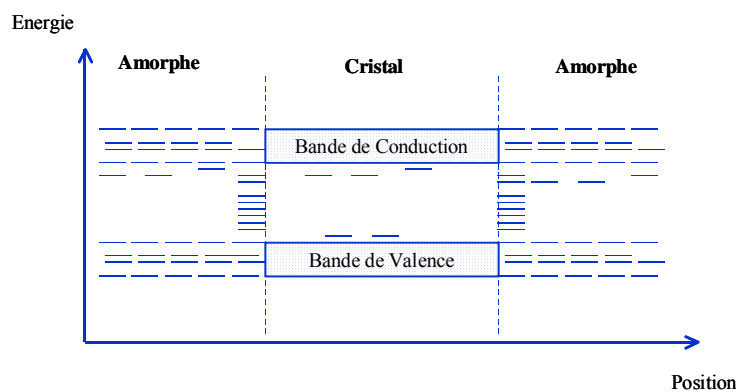 Energie
Amorphe
Cristal
Amorphe
Bande de Conduction
Bande de Valence
Position